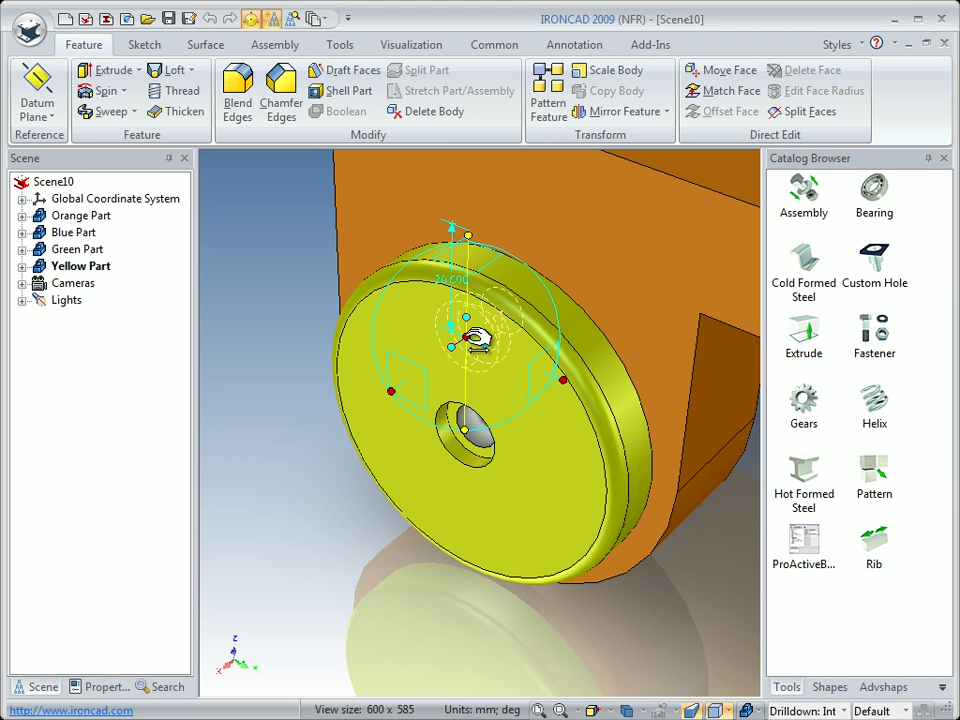 IRONCAD 2009 (NFR) - [Scene10]
Feature Sketch Surface Assembly Tools Visualization Common Annotation Add-Ins Styles
Datum Plane
Reference
Extrude Loft
Spin Thread
Sweep Thicken
Feature
Blend Edges
Chamfer Edges
Draft Faces Split Part
Shell Part Stretch Part/Assembly
Boolean Delete Body
Modify
Pattern Feature
Scale Body
Copy Body
Mirror Feature
Transform
Move Face Delete Face
Match Face Edit Face Radius
Offset Face Split Faces
Direct Edit
Scene
Scene10
Global Coordinate System
Orange Part
Blue Part
Green Part
Yellow Part
Cameras
Lights
Catalog Browser
Assembly Bearing
Cold Formed Steel Custom Hole
Extrude Fastener
Gears Helix
Hot Formed Steel Pattern
ProActiveB... Rib
z
x
Scene Propert... Search
Tools Shapes Advshaps
http://www.ironcad.com
View size: 600 x 585 Units: mm; deg
Drilldown: Int Default